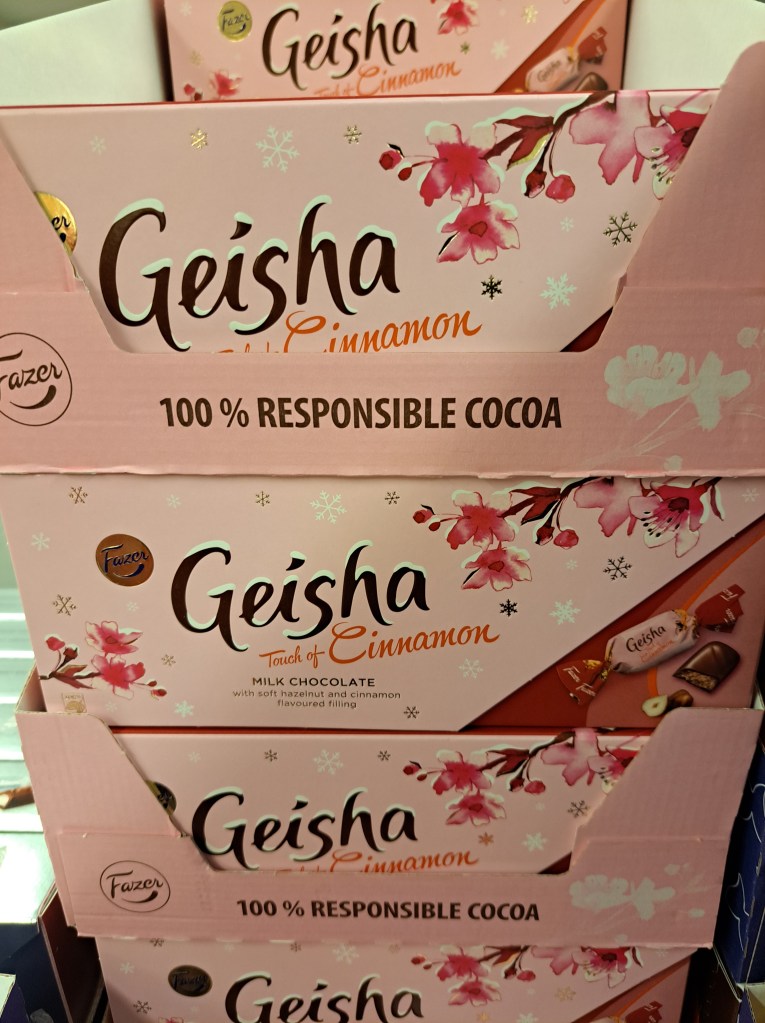 Fazer
Geisha
Touch of Cinnamon
Geisha
Geisha
Cinnamon
Fazer
100 % RESPONSIBLE COCOA
Fazer
Geisha
Touch of Cinnamon
MILK CHOCOLATE
with soft hazelnut and cinnamon
flavoured filling
Geisha
Geisha
Cinnamon
Fazer
100 % RESPONSIBLE COCOA
Fazer
Geisha